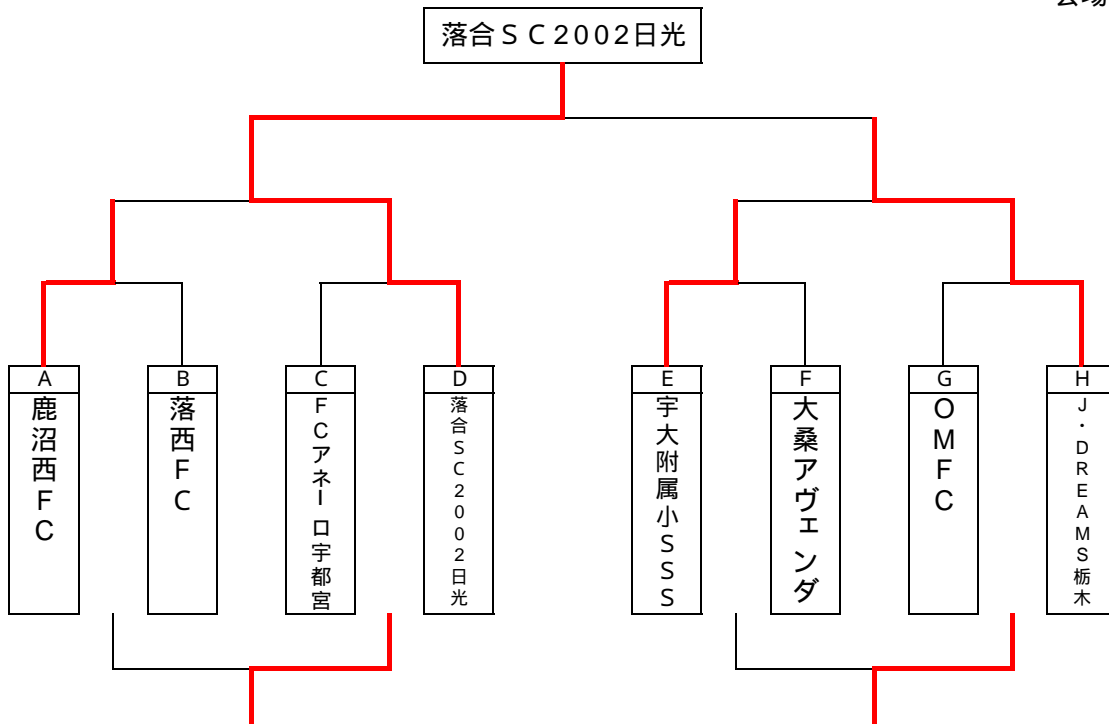 会場
落合ＳＣ2002日光
A
B
C
D
E
F
G
H
鹿沼西FC
落西FC
FCアネーロ宇都宮
落合SC2002日光
宇大附属小SSS
大桑アヴェンダ
OMFC
J・DREAMS栃木